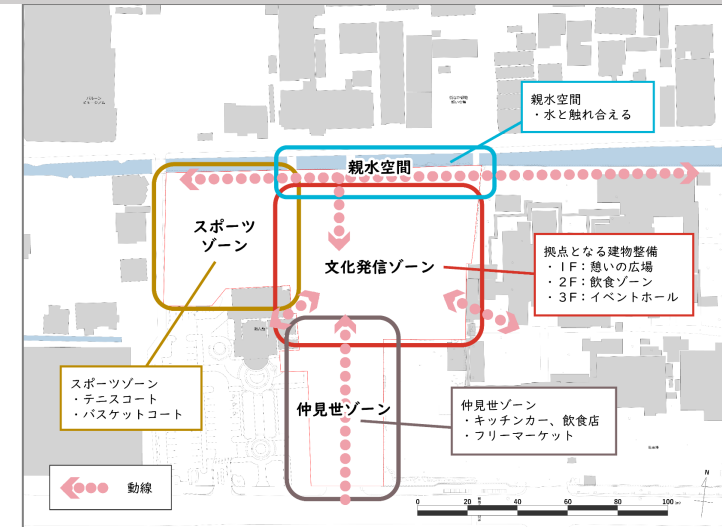 親水空間
・水と触れ合える
親水空間
スポーツ
ゾーン
文化発信ゾーン
拠点となる建物整備
・1F：憩いの広場
・2F：飲食ゾーン
・3F：イベントホール
スポーツゾーン
・テニスコート
・バスケットコート
仲見世ゾーン
仲見世ゾーン
・キッチンカー、飲食店
・フリーマーケット
動線
N
0 20 40 60 80 100